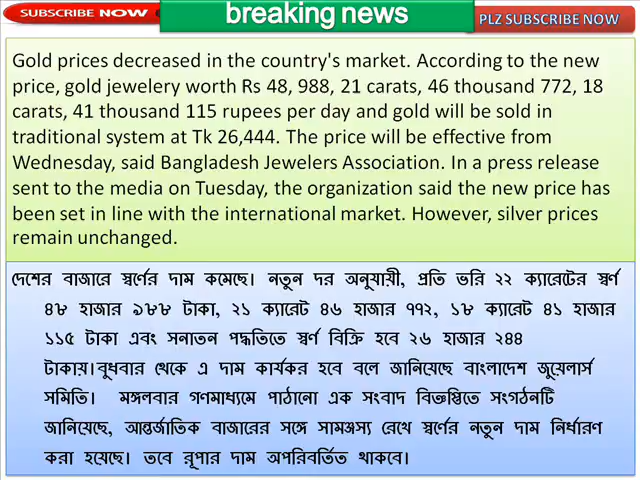 SUBSCRIBE NOW
breaking news
PLZ SUBSCRIBE NOW
Gold prices decreased in the country's market. According to the new
price, gold jewelery worth Rs 48, 988, 21 carats, 46 thousand 772, 18
carats, 41 thousand 115 rupees per day and gold will be sold in
traditional system at Tk 26,444. The price will be effective from
Wednesday, said Bangladesh Jewelers Association. In a press release
sent to the media on Tuesday, the organization said the new price has
been set in line with the international market. However, silver prices
remain unchanged.
দেশের বাজারে স্বর্ণের দাম কমেছে। নতুন দর অনুযায়ী, প্রতি ভরি ২২ ক্যারেটের স্বর্ণ
৪৮ হাজার ৯৮৮ টাকা, ২১ ক্যারেট ৪৬ হাজার ৭৭২, ১৮ ক্যারেট ৪১ হাজার
১১৫ টাকা এবং সনাতন পদ্ধতিতে স্বর্ণ বিক্রি হবে ২৬ হাজার ২৪৪
টাকায়।বুধবার থেকে এ দাম কার্যকর হবে বলে জানিয়েছে বাংলাদেশ জুয়েলার্স
সমিতি। মঙ্গলবার গণমাধ্যমে পাঠানো এক সংবাদ বিজ্ঞপ্তিতে সংগঠনটি
জানিয়েছে, আন্তর্জাতিক বাজারের সঙ্গে সামঞ্জস্য রেখে স্বর্ণের নতুন দাম নির্ধারণ
করা হয়েছে। তবে রূপার দাম অপরিবর্তিত থাকবে।